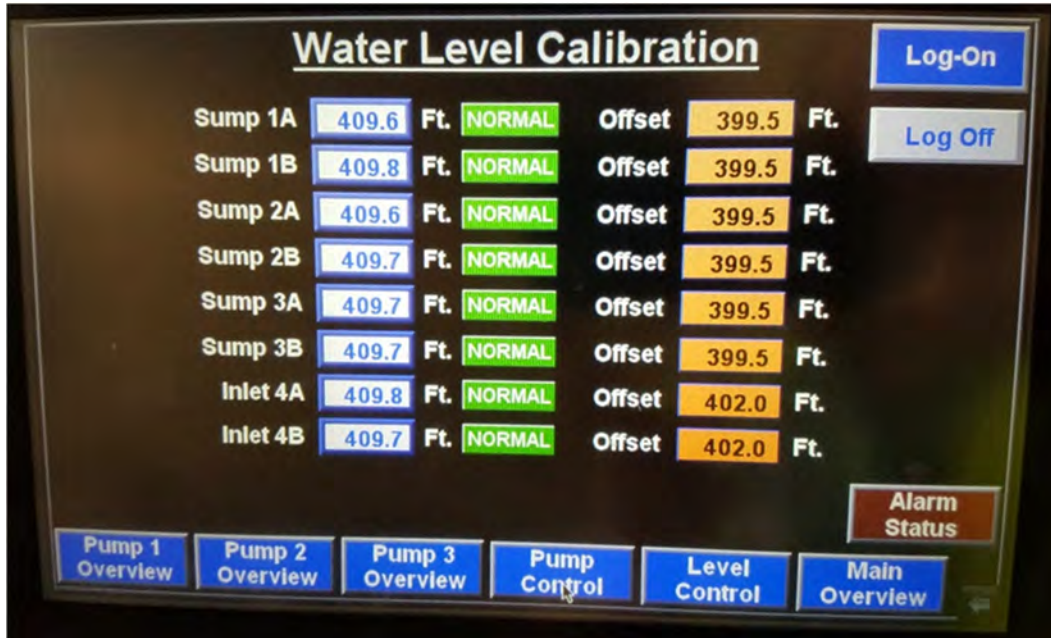 Water Level Calibration
Log-On
Log Off
Sump 1A 409.6 Ft. NORMAL Offset 399.5 Ft.
Sump 1B 409.8 Ft. NORMAL Offset 399.5 Ft.
Sump 2A 409.6 Ft. NORMAL Offset 399.5 Ft.
Sump 2B 409.7 Ft. NORMAL Offset 399.5 Ft.
Sump 3A 409.7 Ft. NORMAL Offset 399.5 Ft.
Sump 3B 409.7 Ft. NORMAL Offset 399.5 Ft.
Inlet 4A 409.8 Ft. NORMAL Offset 402.0 Ft.
Inlet 4B 409.7 Ft. NORMAL Offset 402.0 Ft.
Alarm
Status
Pump 1
Overview
Pump 2
Overview
Pump 3
Overview
Pump
Control
Level
Control
Main
Overview